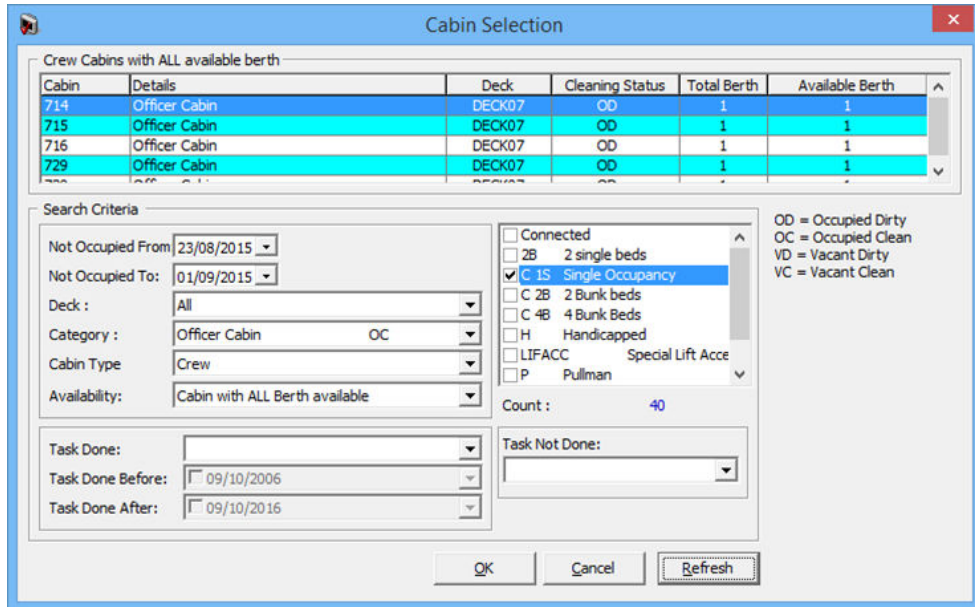 Cabin Selection
Crew Cabins with ALL available berth
Cabin Details Deck Cleaning Status Total Berth Available Berth
714 Officer Cabin DECK07 OD 1 1
715 Officer Cabin DECK07 OD 1 1
716 Officer Cabin DECK07 OD 1 1
729 Officer Cabin DECK07 OD 1 1
Search Criteria
Not Occupied From 23/08/2015
Not Occupied To: 01/09/2015
Deck : All
Category : Officer Cabin OC
Cabin Type Crew
Availability: Cabin with ALL Berth available
Connected
2B 2 single beds
C 1S Single Occupancy
C 2B 2 Bunk beds
C 4B 4 Bunk Beds
H Handicapped
LIFACC Special Lift Acce
P Pullman
Count : 40
OD = Occupied Dirty
OC = Occupied Clean
VD = Vacant Dirty
VC = Vacant Clean
Task Done:
Task Done Before: 09/10/2006
Task Done After: 09/10/2016
Task Not Done:
OK Cancel Refresh